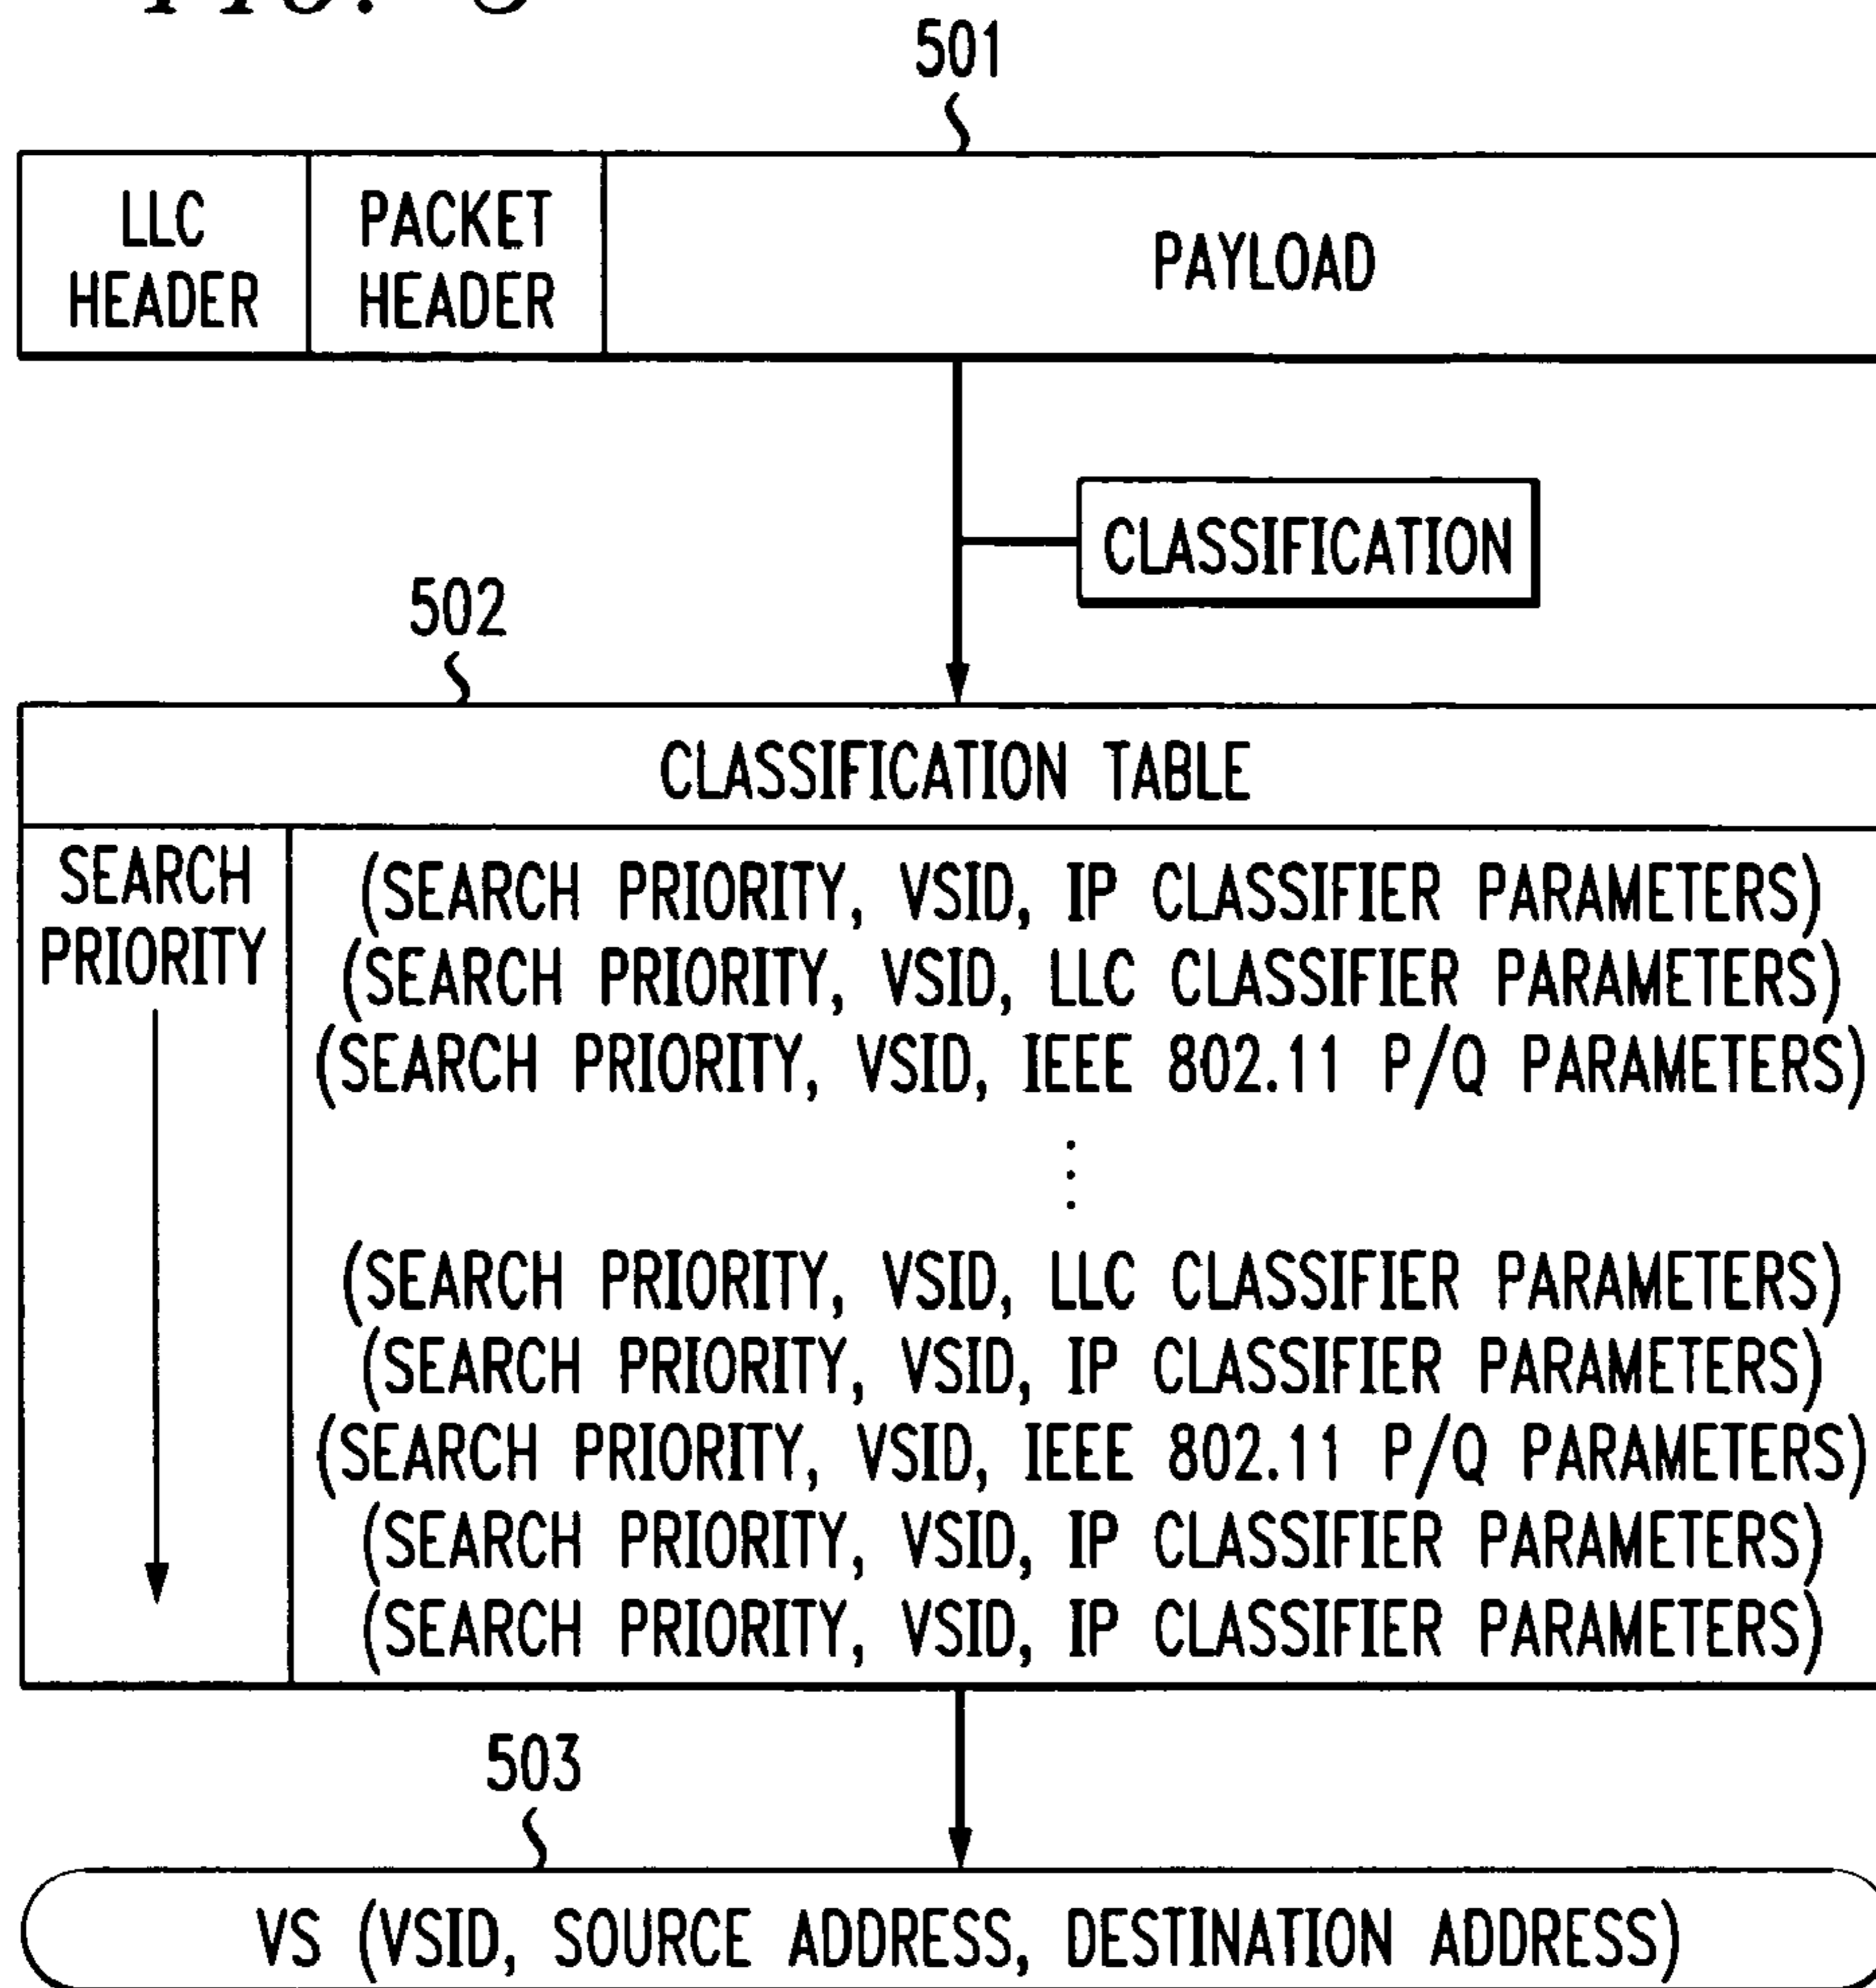 501
LLC HEADER
PACKET HEADER
PAYLOAD
CLASSIFICATION
502
CLASSIFICATION TABLE
SEARCH PRIORITY
(SEARCH PRIORITY, VSID, IP CLASSIFIER PARAMETERS)
(SEARCH PRIORITY, VSID, LLC CLASSIFIER PARAMETERS)
(SEARCH PRIORITY, VSID, IEEE 802.11 P/Q PARAMETERS)
(SEARCH PRIORITY, VSID, LLC CLASSIFIER PARAMETERS)
(SEARCH PRIORITY, VSID, IP CLASSIFIER PARAMETERS)
(SEARCH PRIORITY, VSID, IEEE 802.11 P/Q PARAMETERS)
(SEARCH PRIORITY, VSID, IP CLASSIFIER PARAMETERS)
(SEARCH PRIORITY, VSID, IP CLASSIFIER PARAMETERS)
503
VS (VSID, SOURCE ADDRESS, DESTINATION ADDRESS)